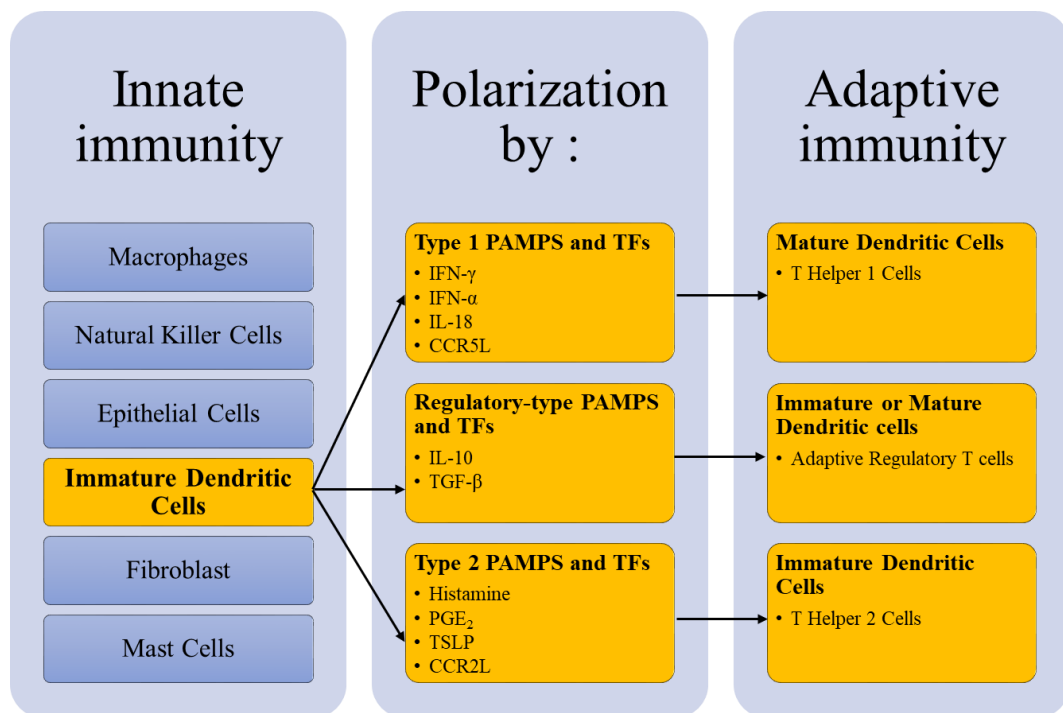 Innate
immunity
Macrophages
Natural Killer Cells
Epithelial Cells
Immature Dendritic
Cells
Fibroblast
Mast Cells
Polarization
by :
Type 1 PAMPS and TFs
• IFN-γ
• IFN-α
• IL-18
• CCR5L
Regulatory-type PAMPS
and TFs
• IL-10
• TGF-β
Type 2 PAMPS and TFs
• Histamine
• PGE₂
• TSLP
• CCR2L
Adaptive
immunity
Mature Dendritic Cells
• T Helper 1 Cells
Immature or Mature
Dendritic cells
• Adaptive Regulatory T cells
Immature Dendritic
Cells
• T Helper 2 Cells